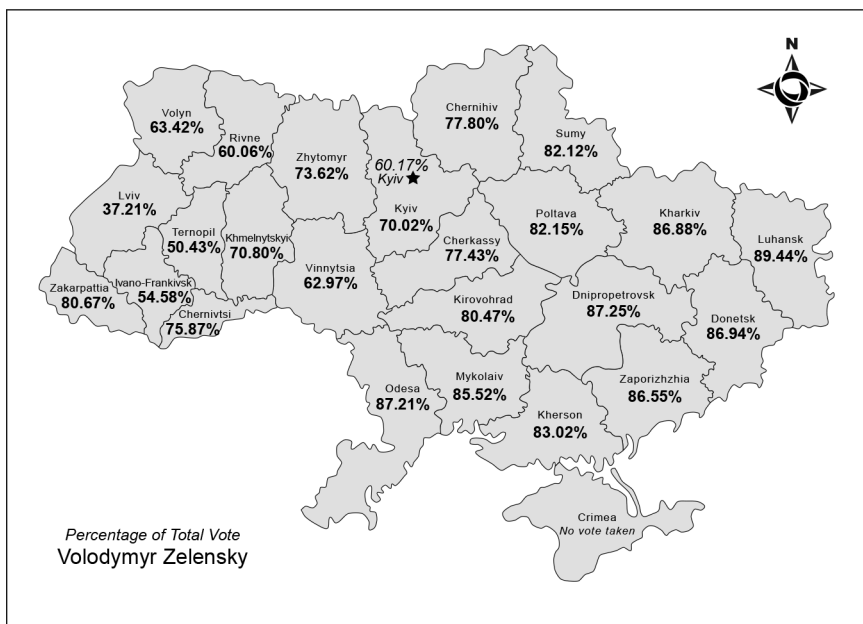 N
Chernihiv
77.80%
Volyn
63.42%
Rivne
60.06%
Sumy
82.12%
Zhytomyr
73.62%
60.17%
Kyiv
Lviv
37.21%
Kyiv
70.02%
Poltava
82.15%
Kharkiv
86.88%
Ternopil
50.43%
Khmelnytskyi
70.80%
Cherkassy
77.43%
Luhansk
89.44%
Vinnytsia
62.97%
Zakarpattia
80.67%
Ivano-Frankivsk
54.58%
Chernivtsi
75.87%
Kirovohrad
80.47%
Dnipropetrovsk
87.25%
Donetsk
86.94%
Odesa
87.21%
Mykolaiv
85.52%
Zaporizhzhia
86.55%
Kherson
83.02%
Crimea
No vote taken
Percentage of Total Vote
Volodymyr Zelensky